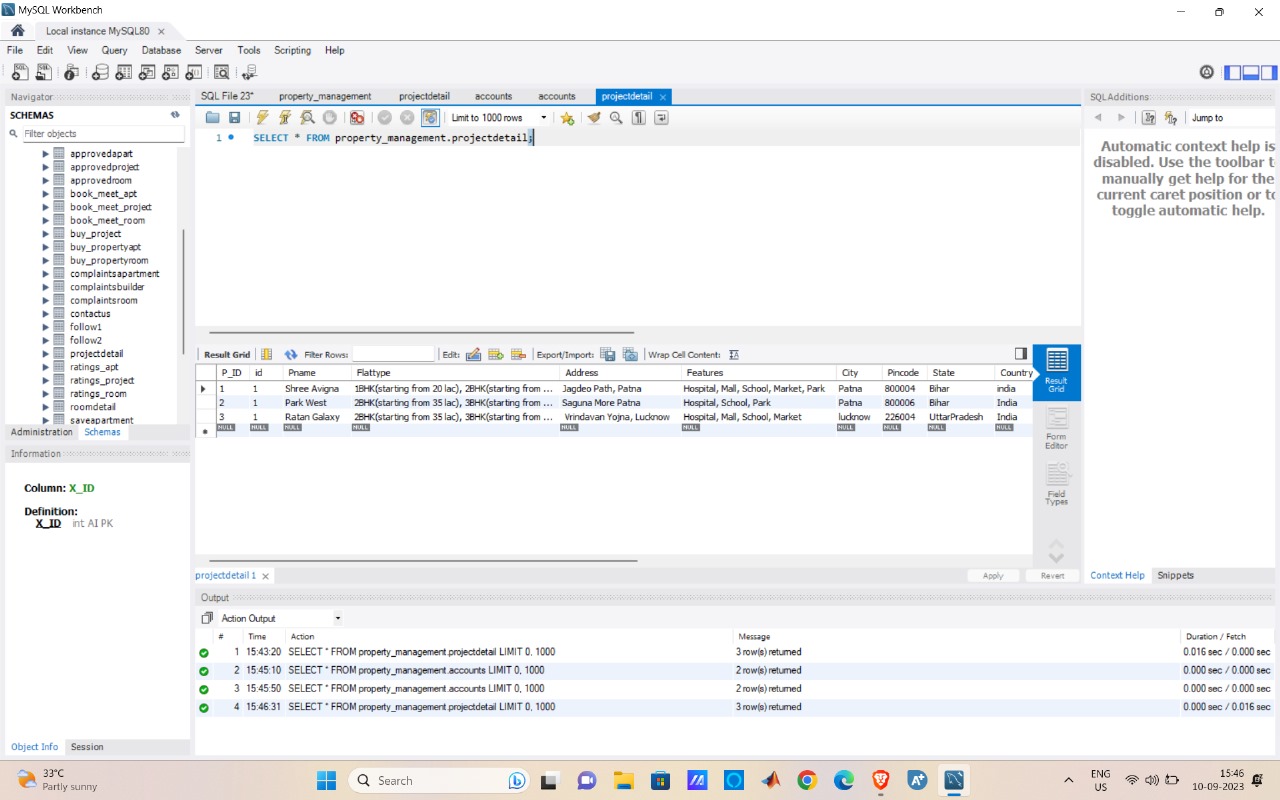 MySQL Workbench
Local instance MySQL80
File Edit View Query Database Server Tools Scripting Help
Navigator
SCHEMAS
Filter objects
approvedapart
approvedproject
approvedroom
book_meet_apt
book_meet_project
book_meet_room
buy_project
buy_propertyapt
buy_propertyroom
complaintsapartment
complaintsbuilder
complaintsroom
contactus
follow1
follow2
projectdetail
ratings_apt
ratings_project
ratings_room
roomdetail
saveapartment
Administration Schemas
Information
Column: X_ID
Definition:
X_ID int AI PK
Object Info Session
SQL File 23* property_management projectdetail accounts accounts projectdetail
Limit to 1000 rows
1 SELECT * FROM property_management.projectdetail;
Result Grid Filter Rows: Edit: Export/Import: Wrap Cell Content:
P_ID id Pname Flattype Address Features City Pincode State Country
1 1 Shree Avigna 1BHK(starting from 20 lac), 2BHK(starting from ... Jagdeo Path, Patna Hospital, Mall, School, Market, Park Patna 800004 Bihar india
2 1 Park West 2BHK(starting from 35 lac), 3BHK(starting from ... Saguna More Patna Hospital, School, Park Patna 800006 Bihar India
3 1 Ratan Galaxy 2BHK(starting from 35 lac), 3BHK(starting from ... Vrindavan Yojna, Lucknow Hospital, Mall, School, Market lucknow 226004 UttarPradesh India
NULL NULL NULL NULL NULL NULL NULL NULL NULL NULL
Result Grid
Form Editor
Field Types
projectdetail 1 Apply Revert
SQLAdditions
Jump to
Automatic context help is
disabled. Use the toolbar t
manually get help for the
current caret position or to
toggle automatic help.
Context Help Snippets
Output
Action Output
# Time Action Message Duration / Fetch
1 15:43:20 SELECT * FROM property_management.projectdetail LIMIT 0, 1000 3 row(s) returned 0.016 sec / 0.000 sec
2 15:45:10 SELECT * FROM property_management.accounts LIMIT 0, 1000 2 row(s) returned 0.000 sec / 0.000 sec
3 15:45:50 SELECT * FROM property_management.accounts LIMIT 0, 1000 2 row(s) returned 0.000 sec / 0.000 sec
4 15:46:31 SELECT * FROM property_management.projectdetail LIMIT 0, 1000 3 row(s) returned 0.000 sec / 0.016 sec
33°C
Partly sunny
Search
ENG
US
15:46
10-09-2023